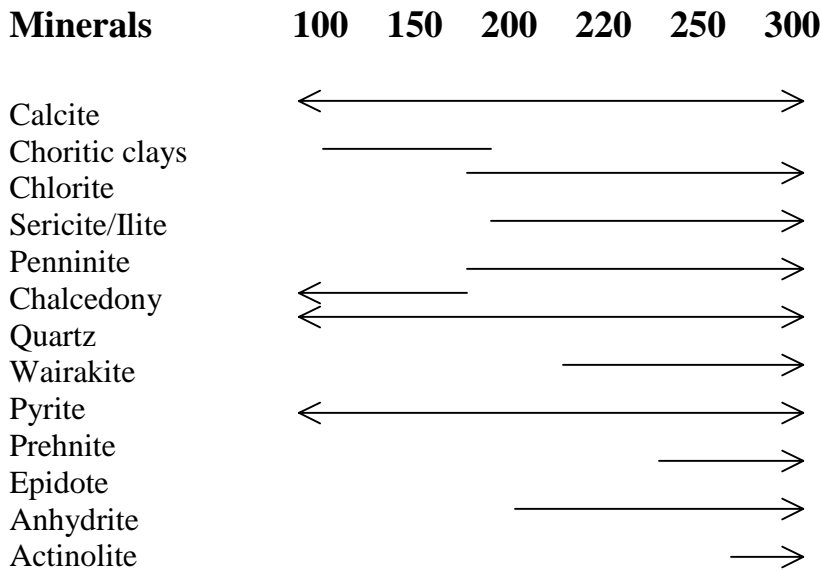 Minerals 100 150 200 220 250 300
Calcite
Choritic clays
Chlorite
Sericite/Ilite
Penninite
Chalcedony
Quartz
Wairakite
Pyrite
Prehnite
Epidote
Anhydrite
Actinolite